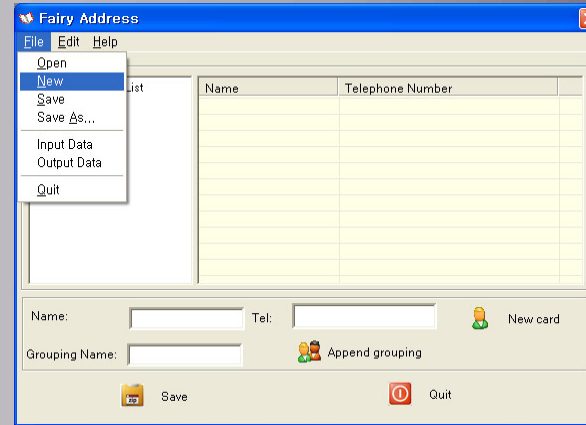 Fairy Address
File Edit Help
Open
New
Save
Save As...
Input Data
Output Data
Quit
List
Name Telephone Number
Name: Tel: New card
Grouping Name: Append grouping
zip Save Quit